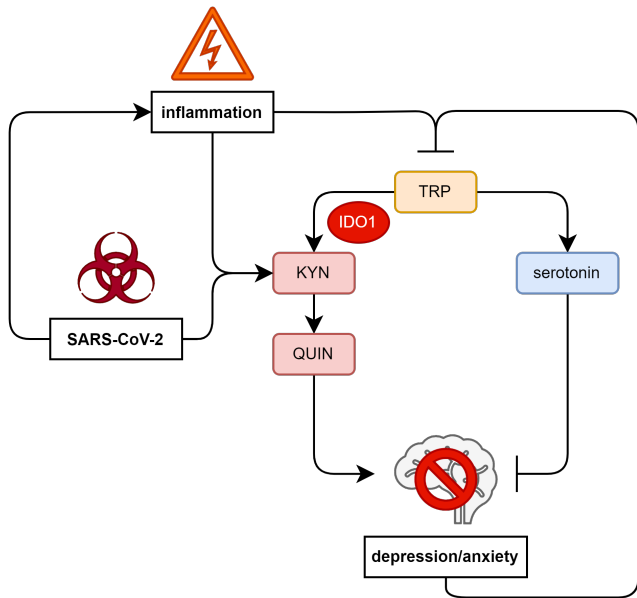 inflammation
TRP
IDO1
KYN
serotonin
SARS-CoV-2
QUIN
depression/anxiety